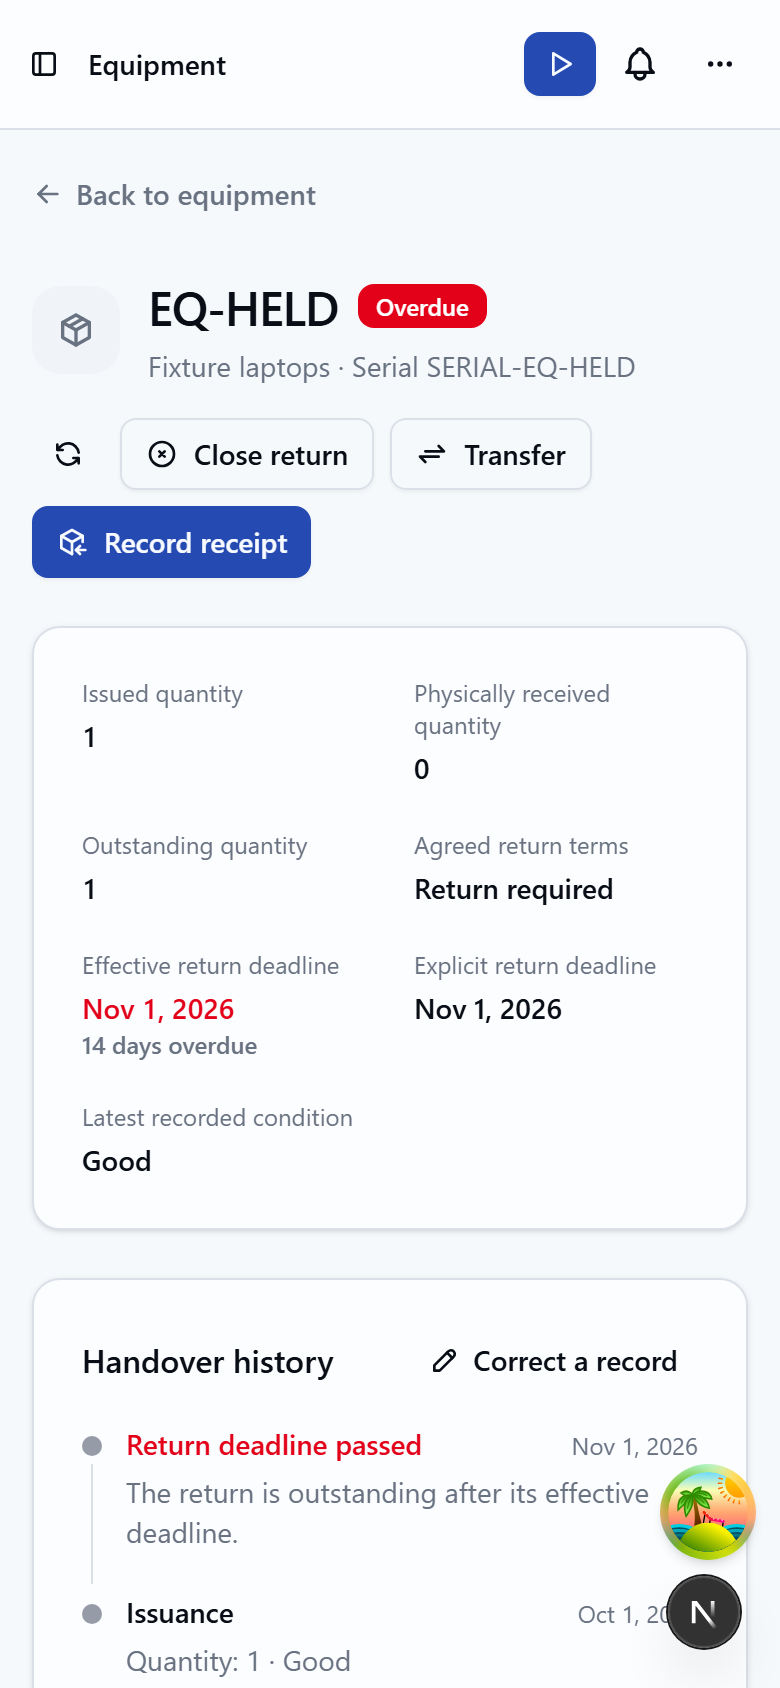 Equipment
Back to equipment
EQ-HELD
Overdue
Fixture laptops · Serial SERIAL-EQ-HELD
Close return
Transfer
Record receipt
Issued quantity
1
Physically received
quantity
0
Outstanding quantity
1
Agreed return terms
Return required
Effective return deadline
Nov 1, 2026
14 days overdue
Explicit return deadline
Nov 1, 2026
Latest recorded condition
Good
Handover history
Correct a record
Return deadline passed
Nov 1, 2026
The return is outstanding after its effective
deadline.
Issuance
Oct 1,
N
Quantity: 1 · Good